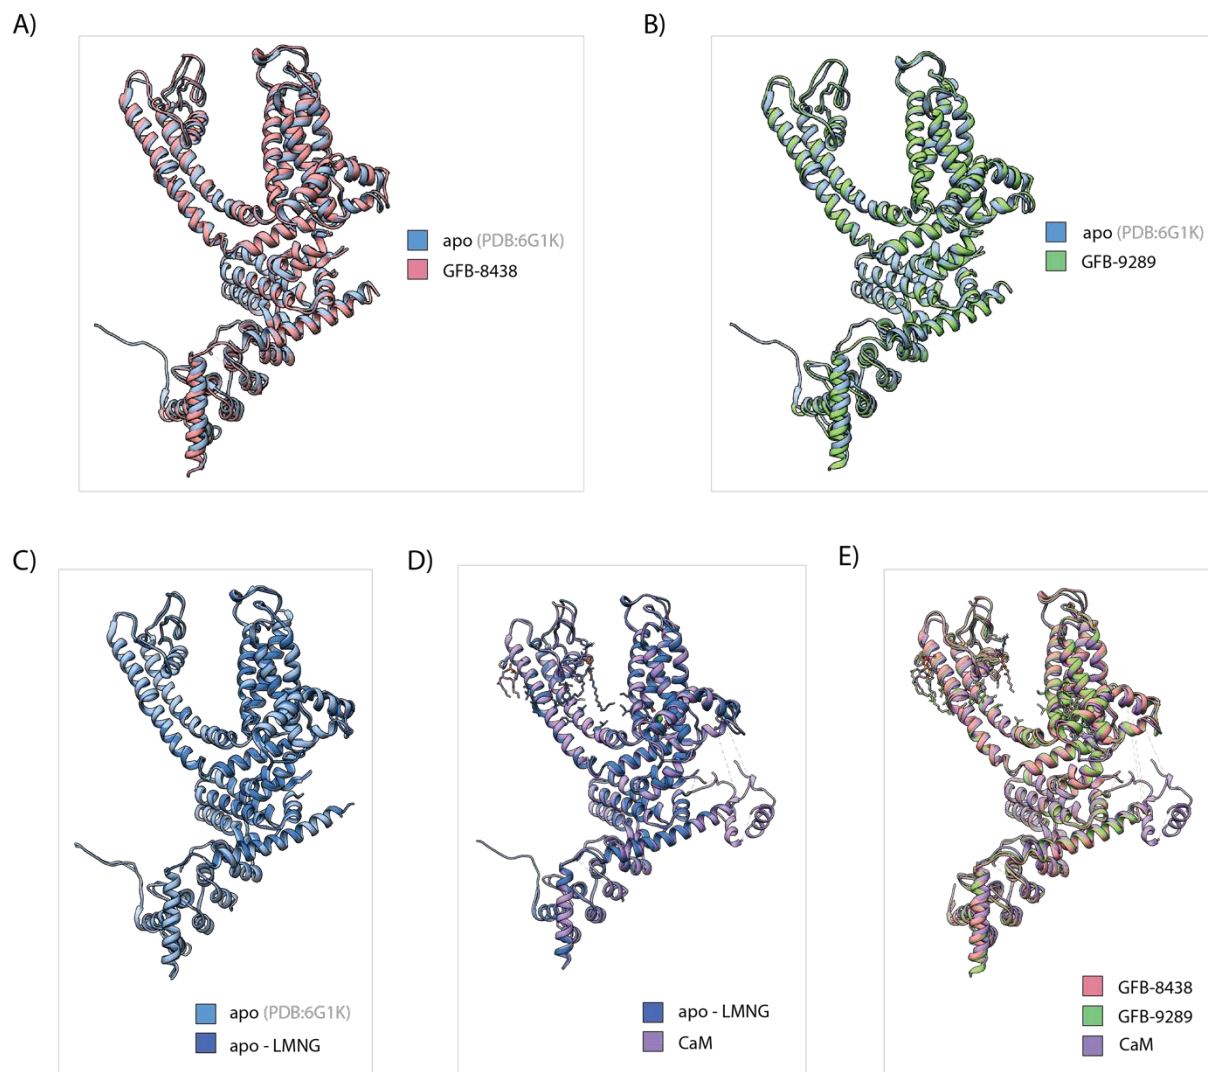 A)
apo (PDB:6G1K)
GFB-8438
B)
apo (PDB:6G1K)
GFB-9289
C)
apo (PDB:6G1K)
apo - LMNG
D)
apo - LMNG
CaM
E)
GFB-8438
GFB-9289
CaM